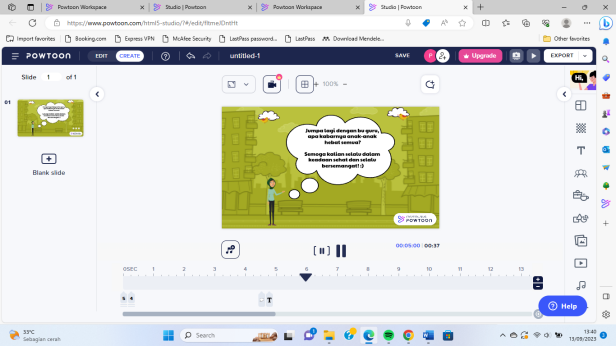 Powtoon Workspace
Studio | Powtoon
Powtoon Workspace
Studio | Powtoon
https://www.powtoon.com/html5-studio/?#/edit/
Import favorites
Booking.com
Express VPN
McAfee Security
LastPass password...
LastPass
Download Mendele...
Other favorites
POWTOON
EDIT
CREATE
untitled-1
SAVE
P
Upgrade
EXPORT
Slide 1 of 1
100%
Hi,
01
Blank slide
Jumpa lagi dengan bu guru,
apa kabarnya anak-anak
hebat semua?
Semoga kalian selalu dalam
keadaan sehat dan selalu
bersemangat! :)
POWTOON
00:05:00 : 00:37
0SEC 1 2 3 4 5 6 7 8 9 10 11 12 13
T
Help
33°C
Sebagian cerah
Search
13:40
13/09/2023